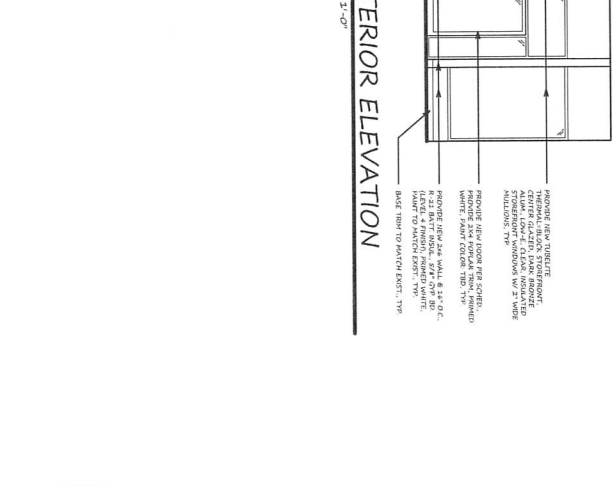 PROVIDE NEW TUBELITE
THERMAL-BLOCK STOREFRONT,
CENTER GLAZED, DARK BRONZE
ALUM., LOW-E, CLEAR, INSULATED
STOREFRONT WINDOWS W/ 2" WIDE
MULLIONS, TYP.
PROVIDE NEW DOOR PER SCHED.,
PROVIDE 2X4 POPLAR TRIM, PRIMED
WHITE, PAINT COLOR: TBD, TYP
PROVIDE NEW 2x6 WALL @ 16" O.C.,
R-21 BATT. INSUL., 5/8" GYP. BD.
(LEVEL 4 FINISH), PRIMED WHITE,
PAINT TO MATCH EXIST., TYP.
BASE TRIM TO MATCH EXIST., TYP.
TERIOR ELEVATION
1'-0"